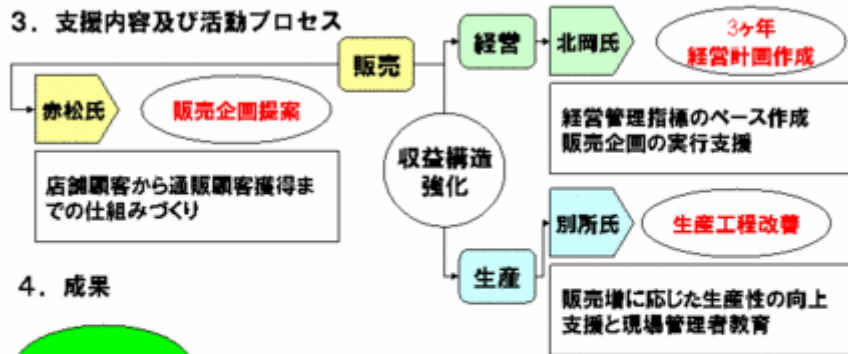 3．支援内容及び活動プロセス
販売
経営
北岡氏
3ヶ年
経営計画作成
赤松氏
販売企画提案
経営管理指標のベース作成
販売企画の実行支援
収益構造
強化
店舗顧客から通販顧客獲得ま
での仕組みづくり
別所氏
生産工程改善
生産
販売増に応じた生産性の向上
支援と現場管理者教育
4．成果